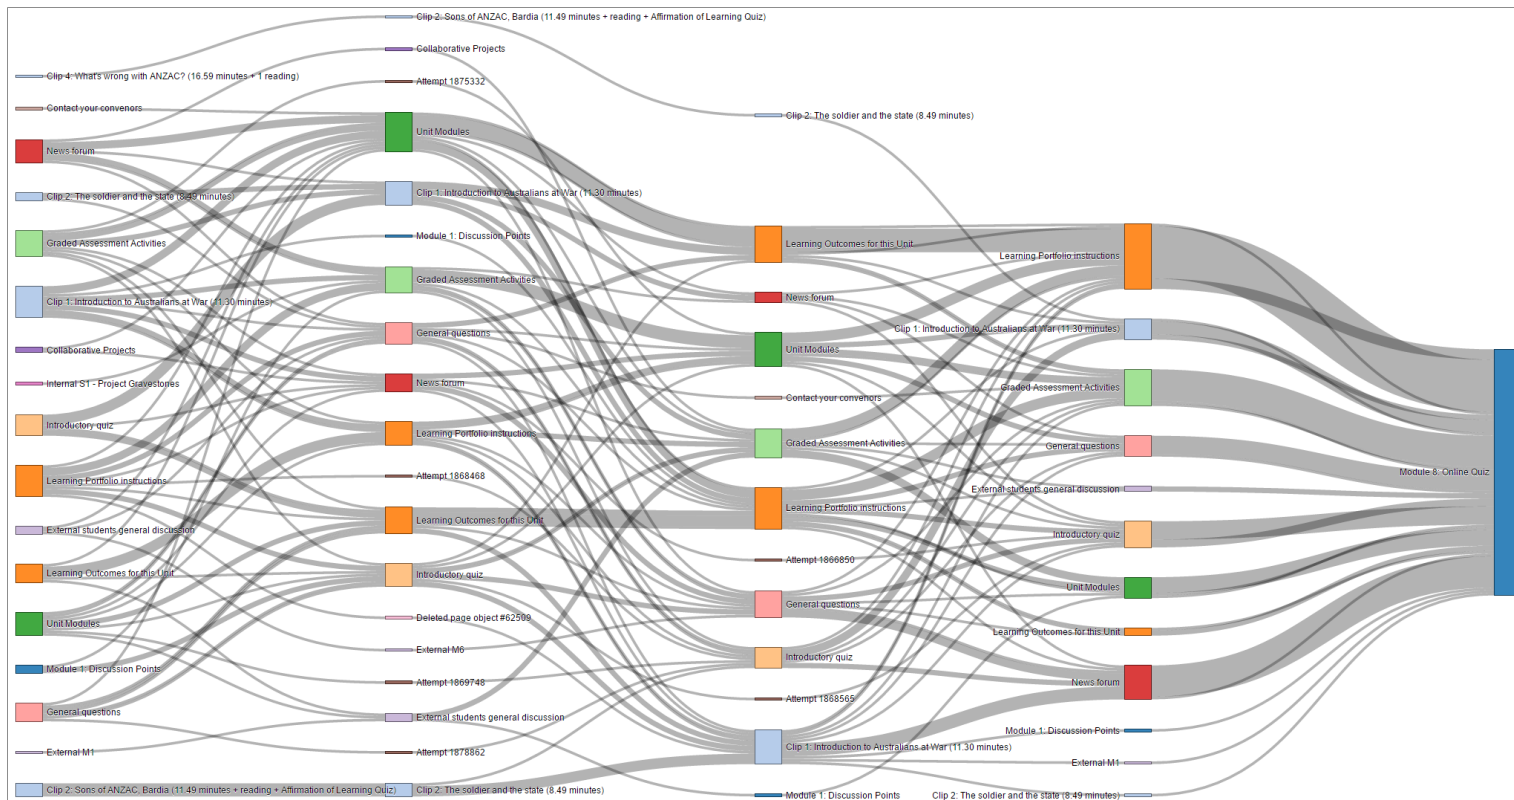 Clip 4: What's wrong with ANZAC? (16.59 minutes + 1 reading)
Contact your convenors
News forum
Clip 2: The soldier and the state (8.49 minutes)
Graded Assessment Activities
Clip 1: Introduction to Australians at War (11.30 minutes)
Collaborative Projects
Internal S1 - Project Gravestones
Introductory quiz
Learning Portfolio instructions
External students general discussion
Learning Outcomes for this Unit
Unit Modules
Module 1: Discussion Points
General questions
External M1
Clip 2: Sons of ANZAC, Bardia (11.49 minutes + reading + Affirmation of Learning Quiz)
Clip 2: Sons of ANZAC, Bardia (11.49 minutes + reading + Affirmation of Learning Quiz)
Collaborative Projects
Attempt 1875332
Unit Modules
Clip 1: Introduction to Australians at War (11.30 minutes)
Module 1: Discussion Points
Graded Assessment Activities
General questions
News forum
Learning Portfolio instructions
Attempt 1868468
Learning Outcomes for this Unit
Introductory quiz
Deleted page object #62509
External M6
Attempt 1869748
External students general discussion
Attempt 1878862
Clip 2: The soldier and the state (8.49 minutes)
Clip 2: The soldier and the state (8.49 minutes)
Learning Outcomes for this Unit
News forum
Unit Modules
Contact your convenors
Graded Assessment Activities
Learning Portfolio instructions
Attempt 1866850
General questions
Introductory quiz
Attempt 1868565
Clip 1: Introduction to Australians at War (11.30 minutes)
Module 1: Discussion Points
Learning Portfolio instructions
Clip 1: Introduction to Australians at War (11.30 minutes)
Graded Assessment Activities
General questions
External students general discussion
Introductory quiz
Unit Modules
Learning Outcomes for this Unit
News forum
Module 1: Discussion Points
External M1
Clip 2: The soldier and the state (8.49 minutes)
Module 8: Online Quiz